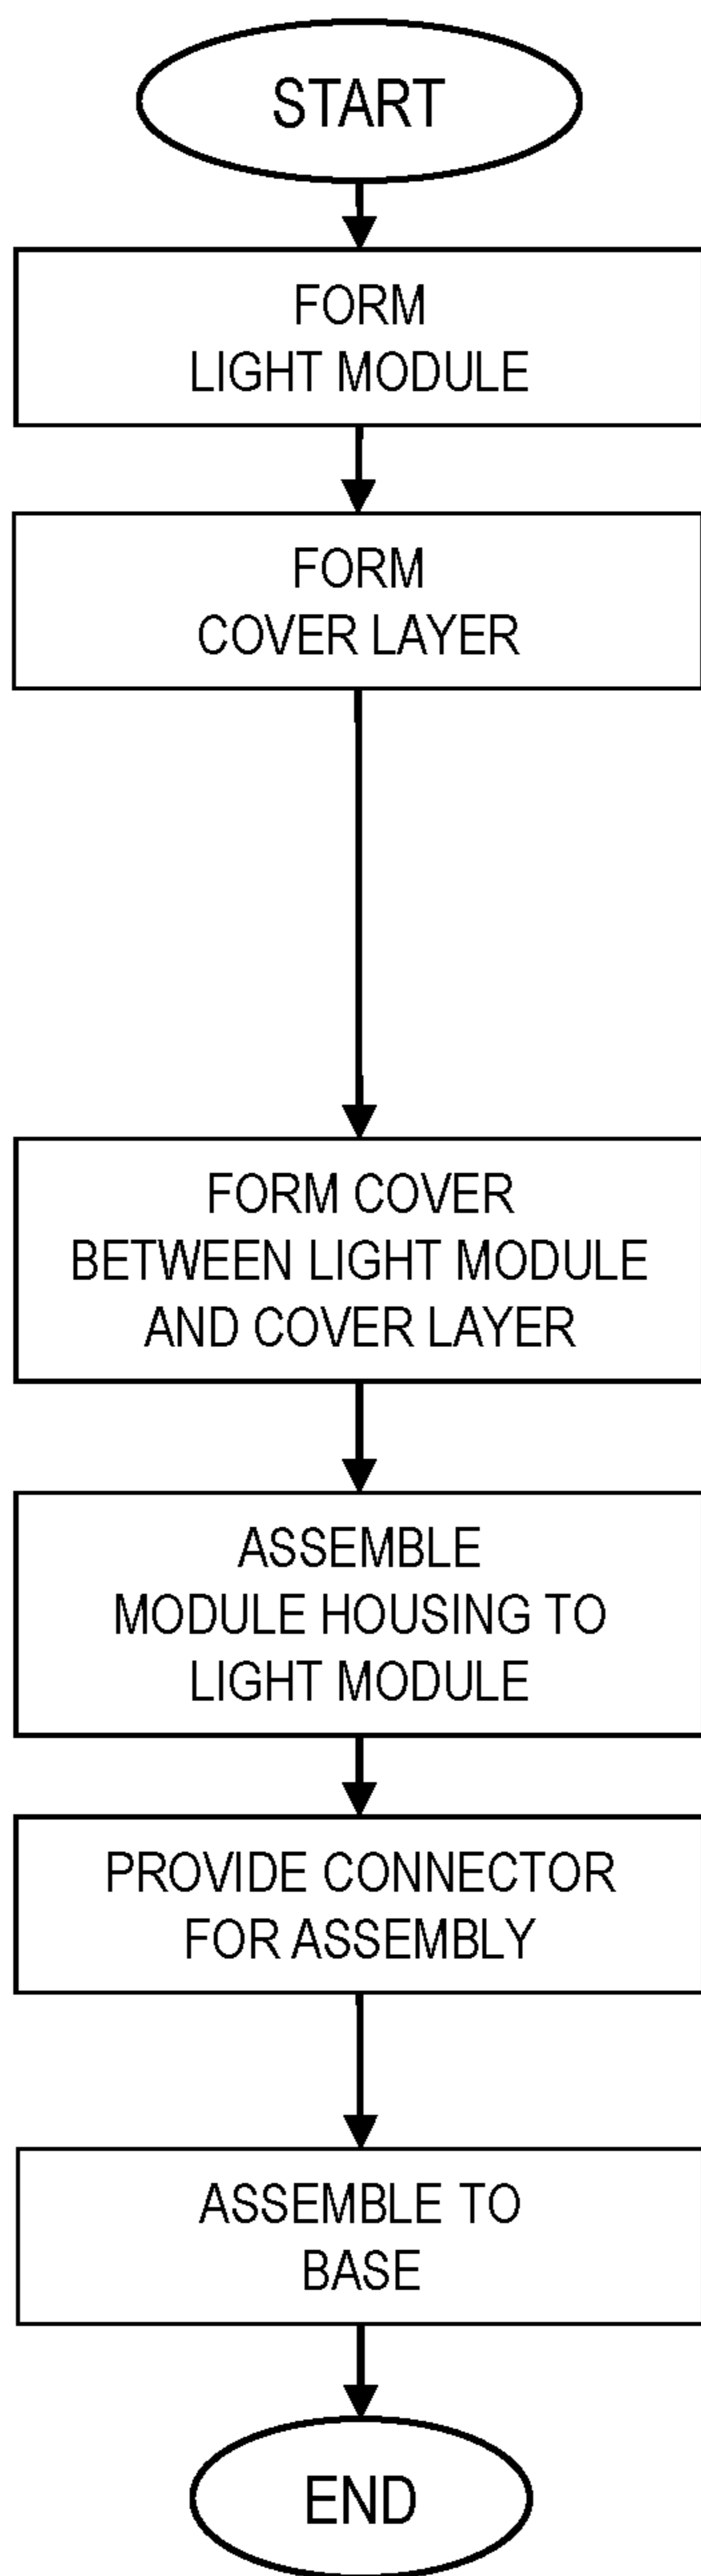 START
FORM
LIGHT MODULE
FORM
COVER LAYER
FORM COVER
BETWEEN LIGHT MODULE
AND COVER LAYER
ASSEMBLE
MODULE HOUSING TO
LIGHT MODULE
PROVIDE CONNECTOR
FOR ASSEMBLY
ASSEMBLE TO
BASE
END